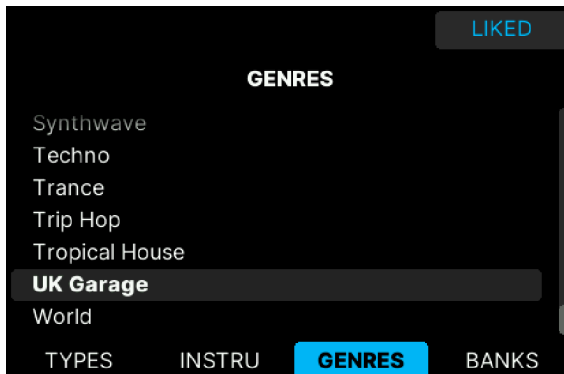 LIKED
GENRES
Synthwave
Techno
Trance
Trip Hop
Tropical House
UK Garage
World
TYPES INSTRU GENRES BANKS